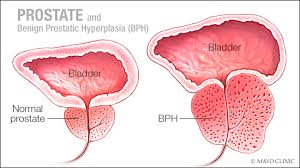 PROSTATE and
Benign Prostatic Hyperplasia (BPH)
Bladder
Normal
prostate
Bladder
BPH
© MAYO CLINIC